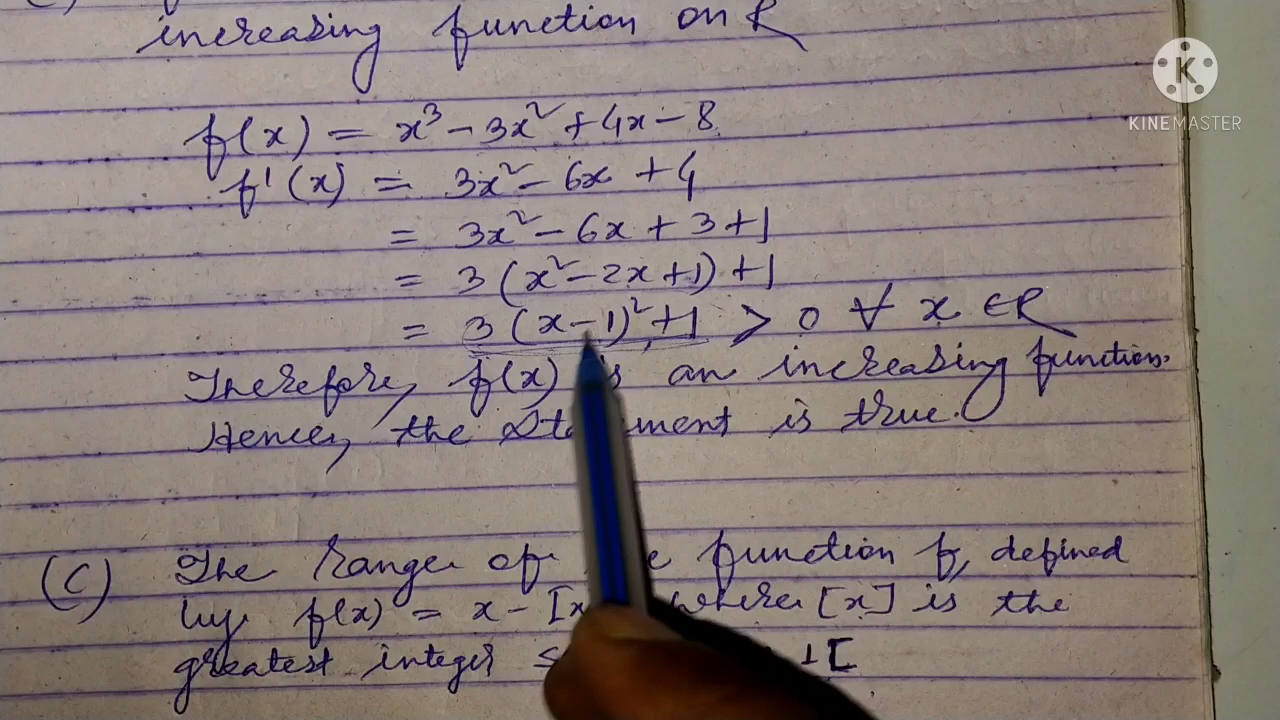 increasing function on R
f(x) = x³ - 3x² + 4x - 8
f'(x) = 3x² - 6x + 4
= 3x² - 6x + 3 + 1
= 3(x² - 2x + 1) + 1
= 3(x - 1)² + 1 > 0 ∀ x ∈ R
Therefore, f(x) is an increasing function.
Hence, the Statement is true.
(C) The range of function f, defined
by f(x) = x - [x where [x] is the
greatest integer
K
KINEMASTER